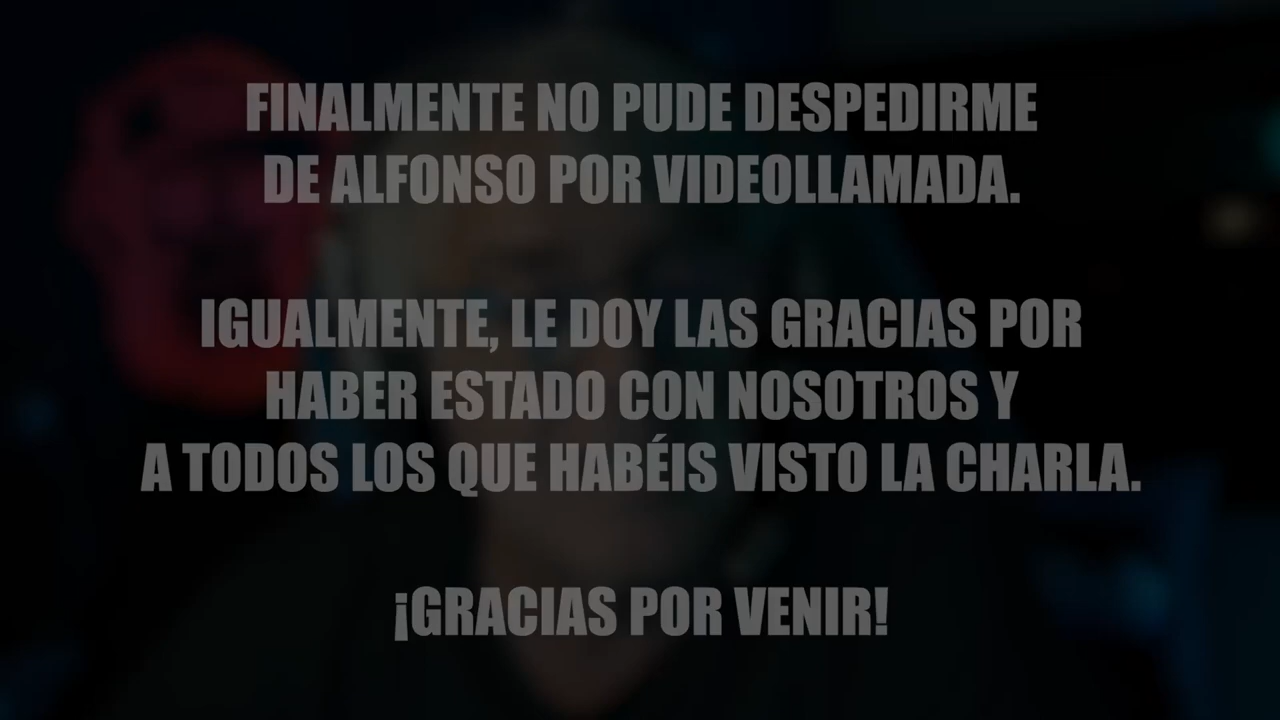 FINALMENTE NO PUDE DESPEDIRME
DE ALFONSO POR VIDEOLLAMADA.
IGUALMENTE, LE DOY LAS GRACIAS POR
HABER ESTADO CON NOSOTROS Y
A TODOS LOS QUE HABÉIS VISTO LA CHARLA.
¡GRACIAS POR VENIR!